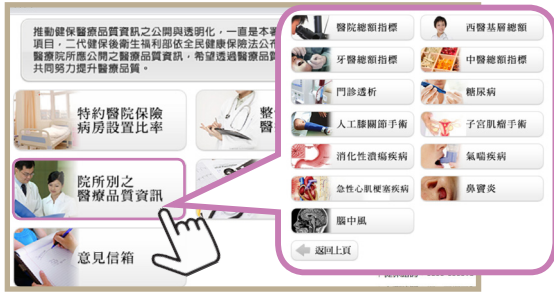 推動健保醫療品質資訊之公開與透明化，一直是本署
項目，二代健保後衛生福利部依全民健康保險法公布
醫療院所應公開之醫療品質資訊，希望透過醫療品質
共同努力提升醫療品質。
特約醫院保險
病房設置比率
整
醫
院所別之
醫療品質資訊
意見信箱
醫院總額指標
西醫基層總額
牙醫總額指標
中醫總額指標
門診透析
糖尿病
人工膝關節手術
子宮肌瘤手術
消化性潰瘍疾病
氣喘疾病
急性心肌梗塞疾病
鼻竇炎
腦中風
返回上頁